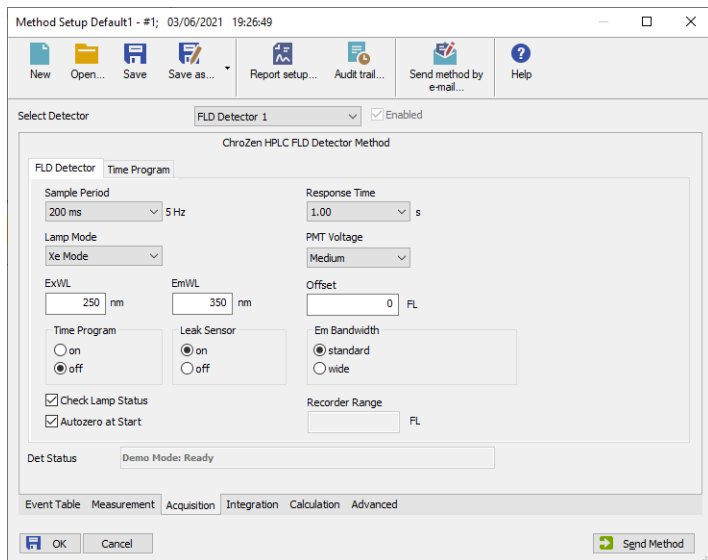 Method Setup Default1 - #1; 03/06/2021 19:26:49
New Open... Save Save as... Report setup... Audit trail... Send method by e-mail... Help
Select Detector FLD Detector 1 Enabled
ChroZen HPLC FLD Detector Method
FLD Detector Time Program
Sample Period Response Time
200 ms 5 Hz 1.00 s
Lamp Mode PMT Voltage
Xe Mode Medium
ExWL EmWL Offset
250 nm 350 nm 0 FL
Time Program Leak Sensor Em Bandwidth
on on standard
off off wide
Check Lamp Status Recorder Range
Autozero at Start FL
Det Status Demo Mode: Ready
Event Table Measurement Acquisition Integration Calculation Advanced
OK Cancel Send Method